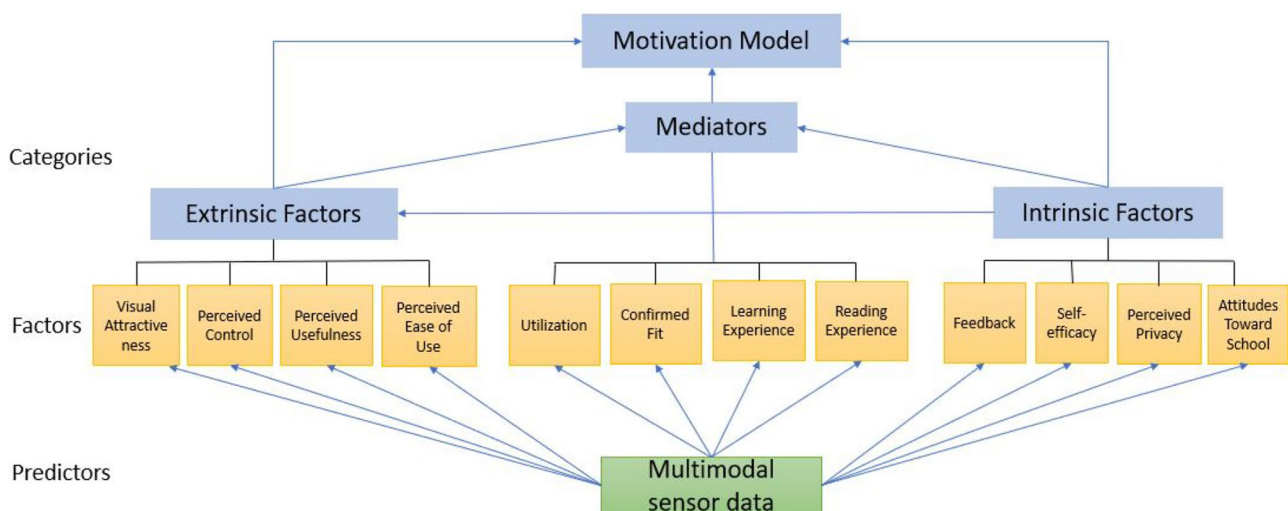 Motivation Model
Mediators
Categories
Extrinsic Factors
Intrinsic Factors
Factors
Visual
Attractive
ness
Perceived
Control
Perceived
Usefulness
Perceived
Ease of
Use
Utilization
Confirmed
Fit
Learning
Experience
Reading
Experience
Feedback
Self-
efficacy
Perceived
Privacy
Attitudes
Toward
School
Predictors
Multimodal
sensor data